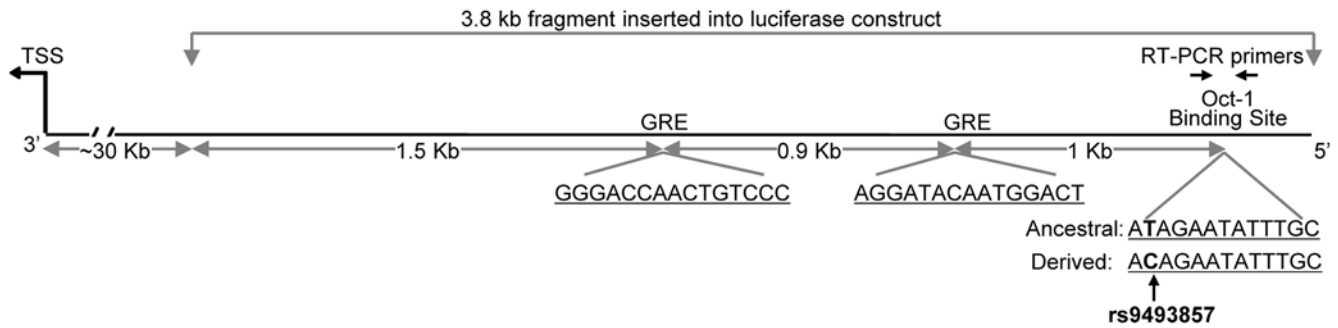 3.8 kb fragment inserted into luciferase construct
TSS
RT-PCR primers
Oct-1
Binding Site
GRE
GRE
3’
~30 Kb
1.5 Kb
0.9 Kb
1 Kb
5’
GGGACCAACTGTCCC
AGGATACAATGGACT
Ancestral: ATAGAATATTTGC
Derived: ACAGAATATTTGC
rs9493857